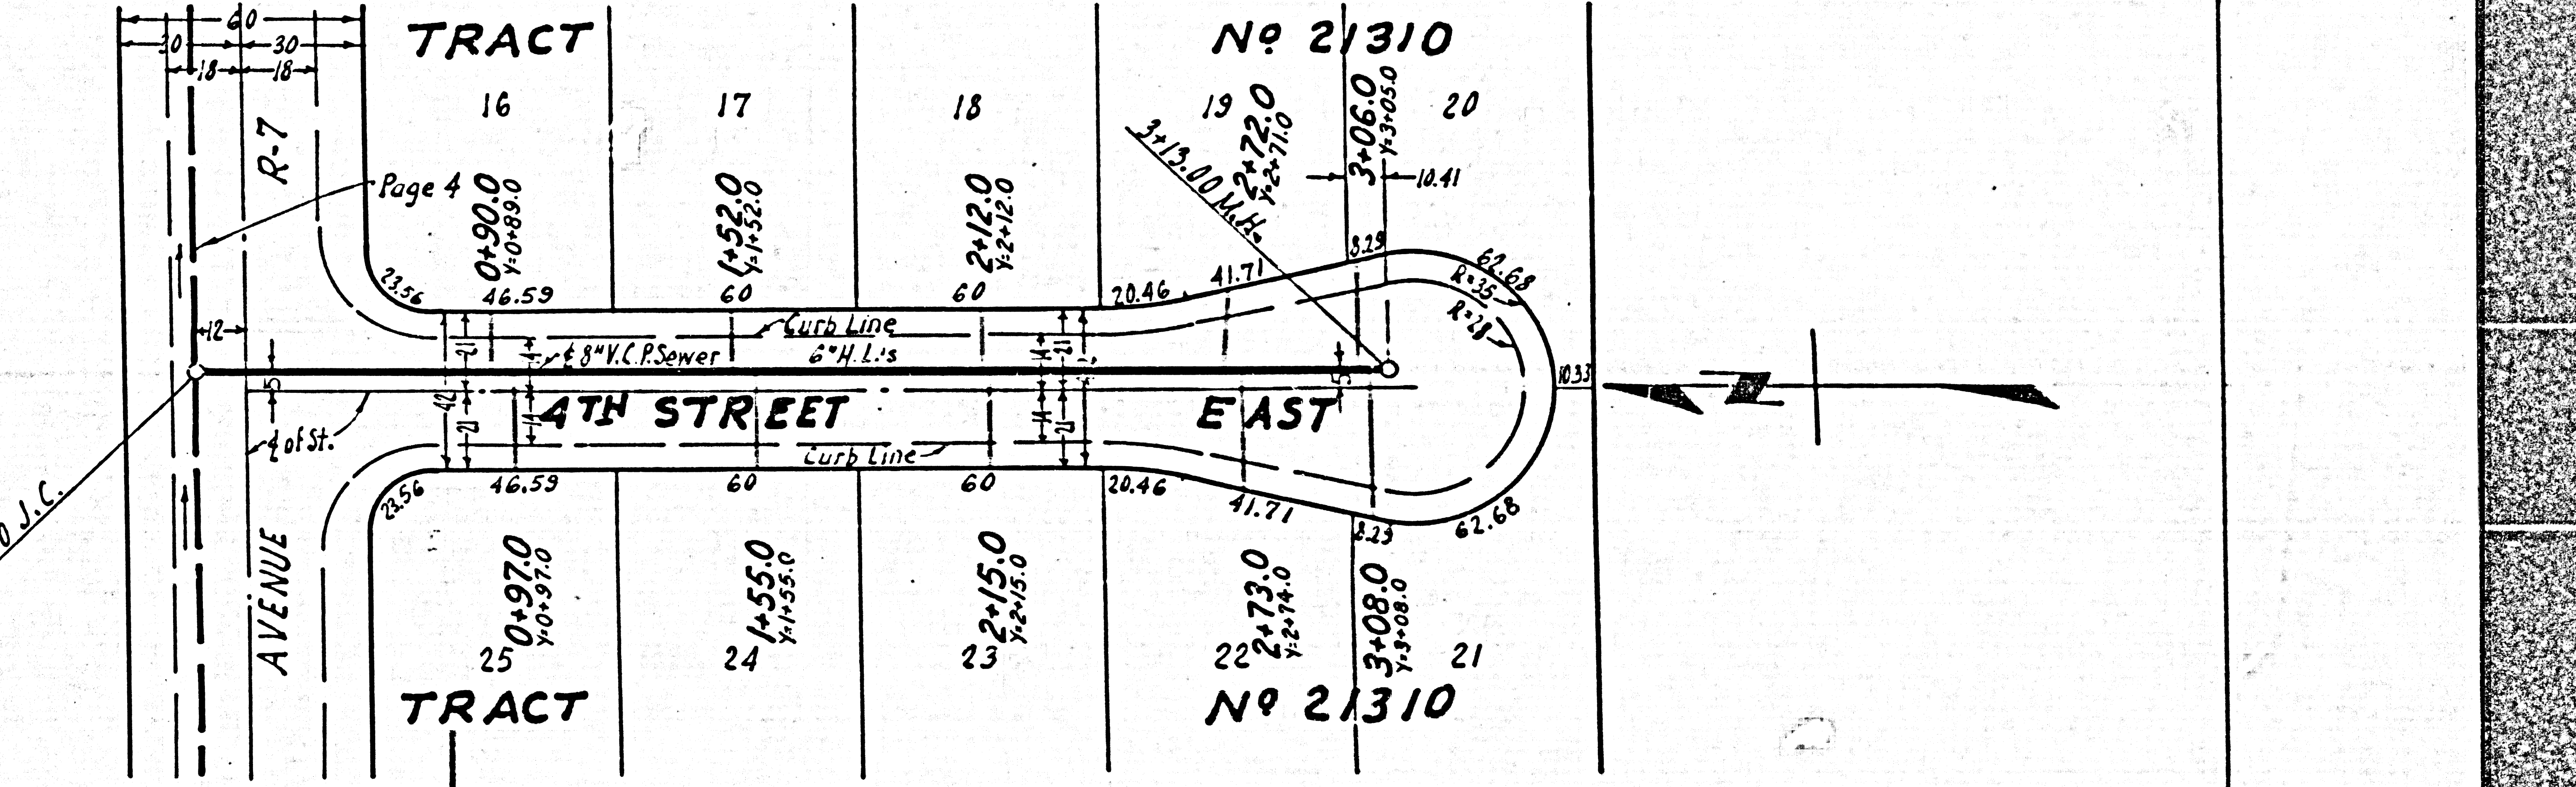 60
30 30
18 18
TRACT Nº 21310
16 17 18 19 20
R-7
Page 4
0+90.0
Y=0+89.0
1+52.0
Y=1+52.0
2+12.0
Y=2+12.0
2+72.0
Y=2+71.0
3+06.0
Y=3+05.0
3+13.00 M.H.
10.41
23.56 46.59 60 60 20.46 41.71 8.29 62.68
R=35
R=28
12
Curb Line
℄ 8" V.C.P. Sewer 6" H.L.'s
21 14 14 21
5 42 5
10.33
4TH STREET EAST
21 14 14 21
℄ of St.
Curb Line
23.56 46.59 60 60 20.46 41.71 8.29 62.68
J.C.
AVENUE
0+97.0
Y=0+97.0
1+55.0
Y=1+55.0
2+15.0
Y=2+15.0
2+73.0
Y=2+74.0
3+08.0
Y=3+08.0
25 24 23 22 21
TRACT Nº 21310
N